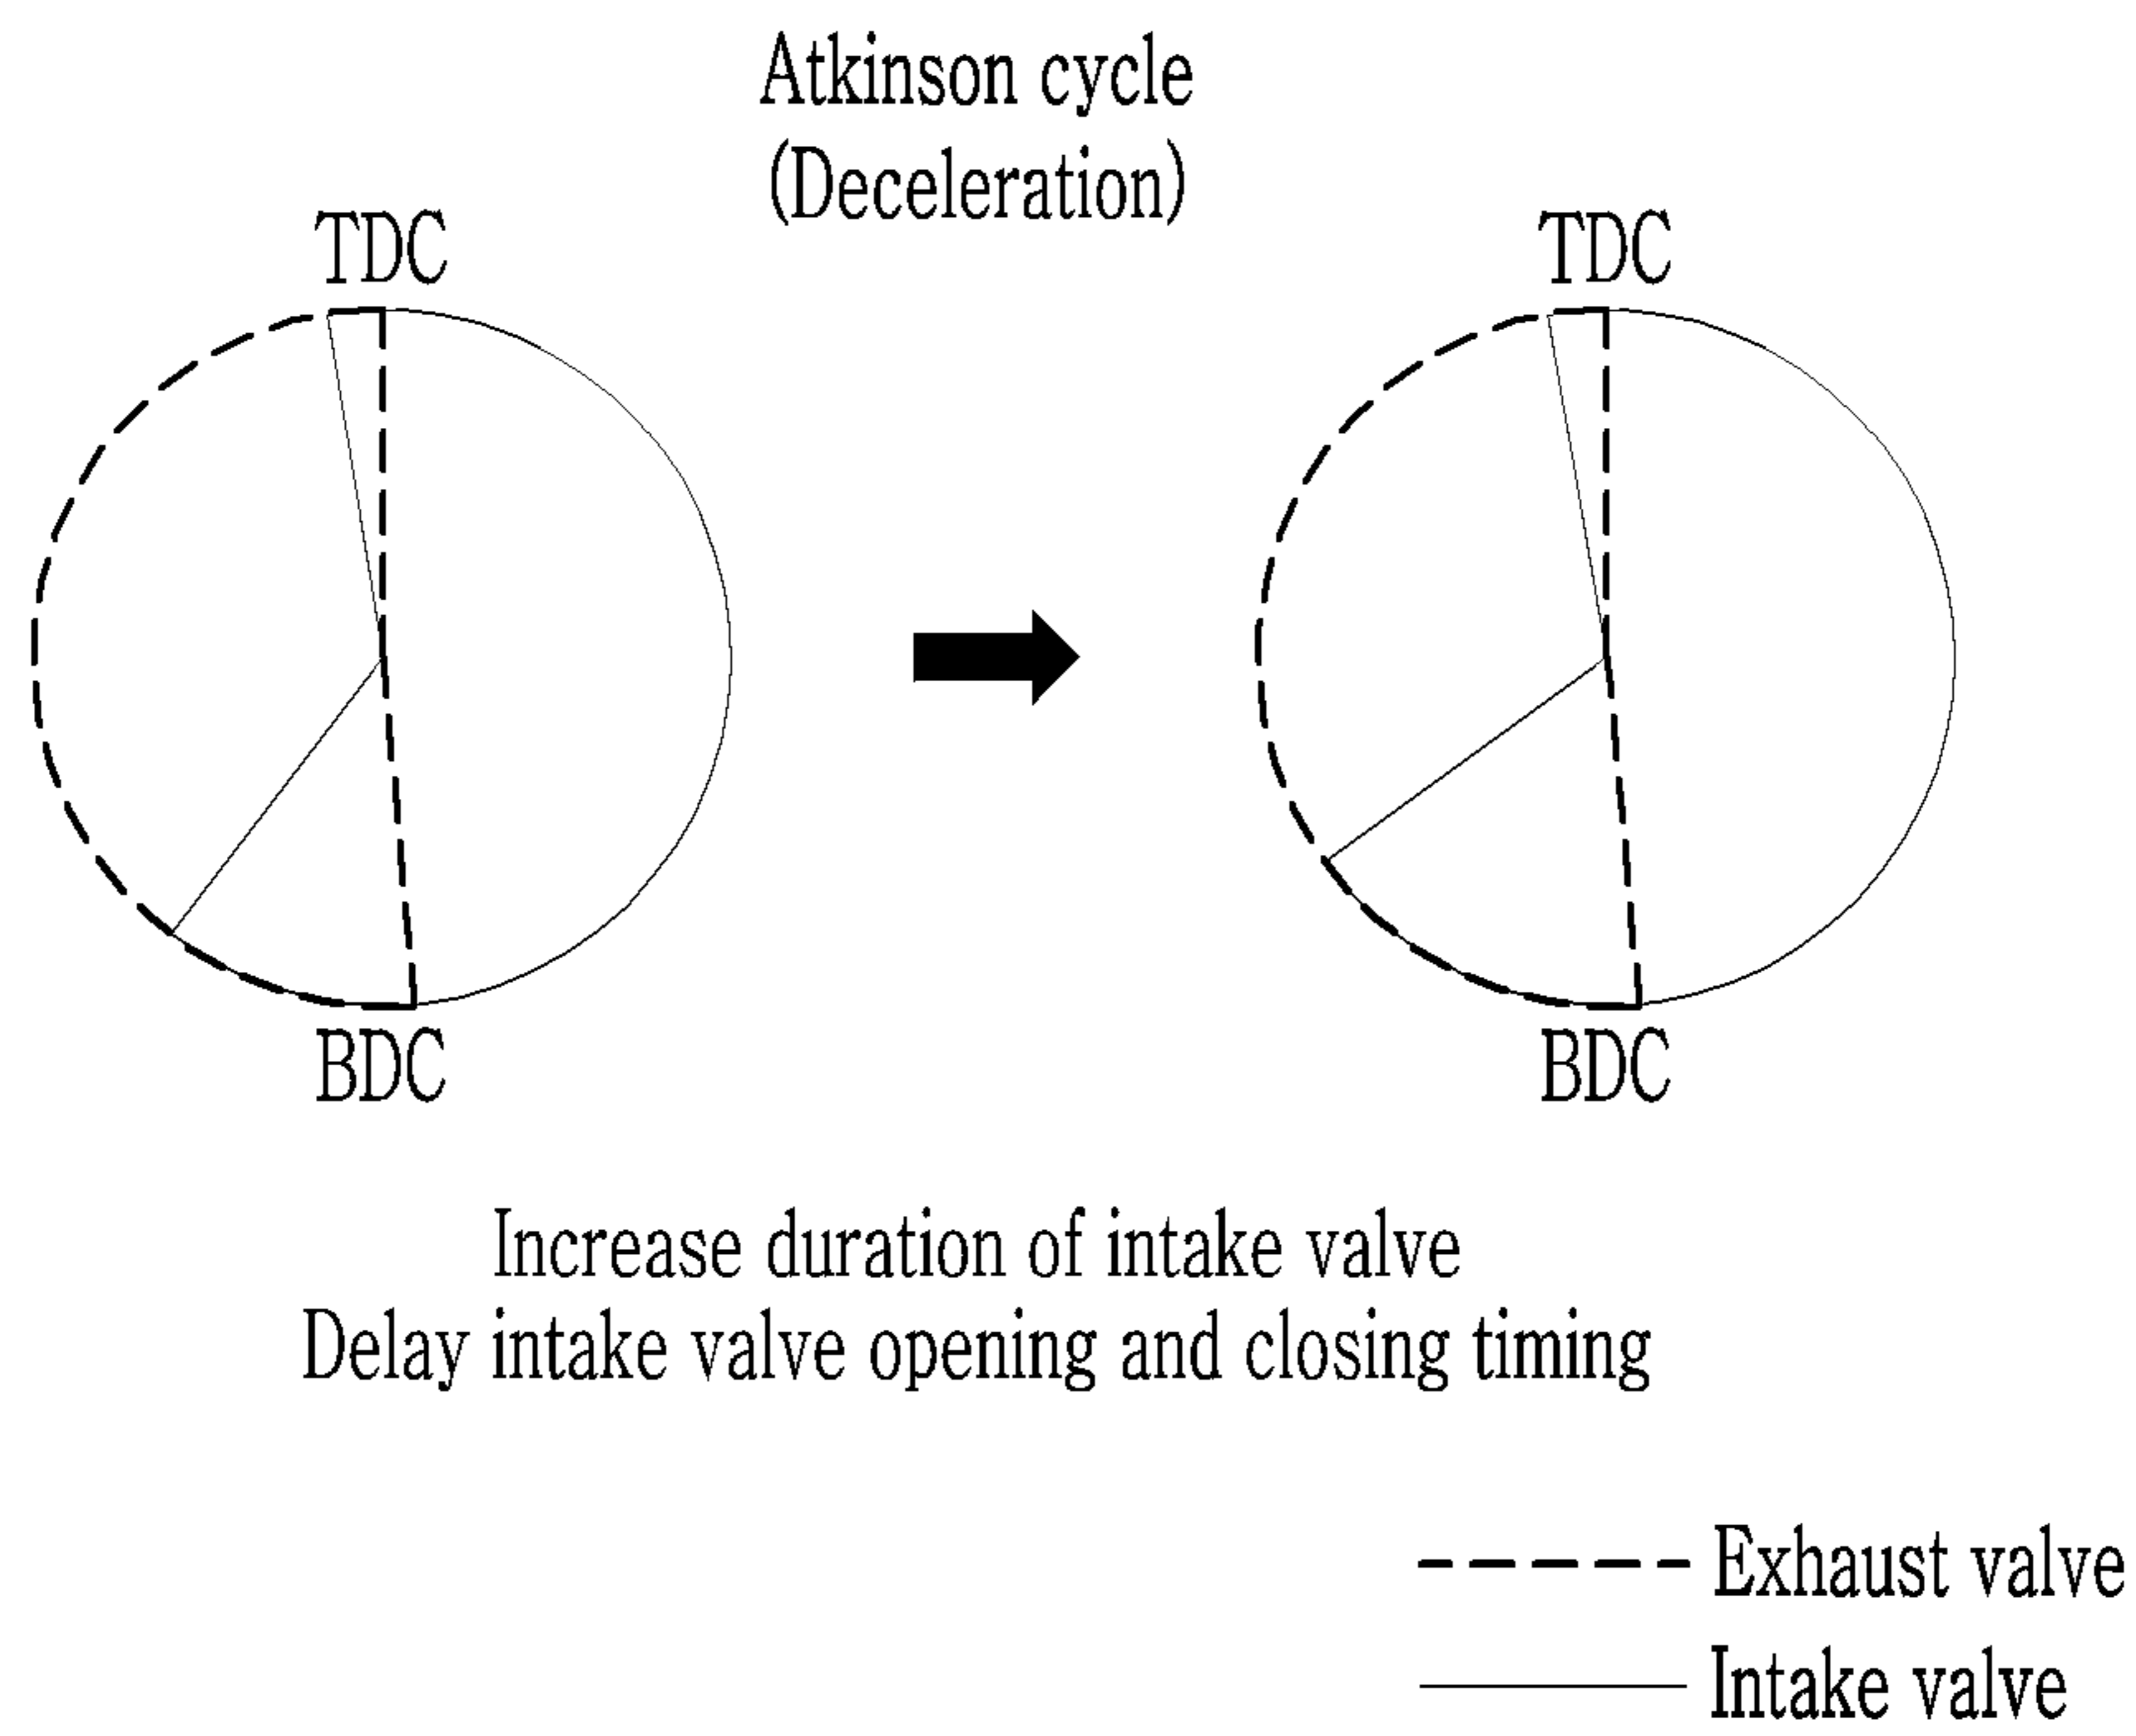 Atkinson cycle
(Deceleration)
TDC
TDC
BDC
BDC
Increase duration of intake valve
Delay intake valve opening and closing timing
Exhaust valve
Intake valve